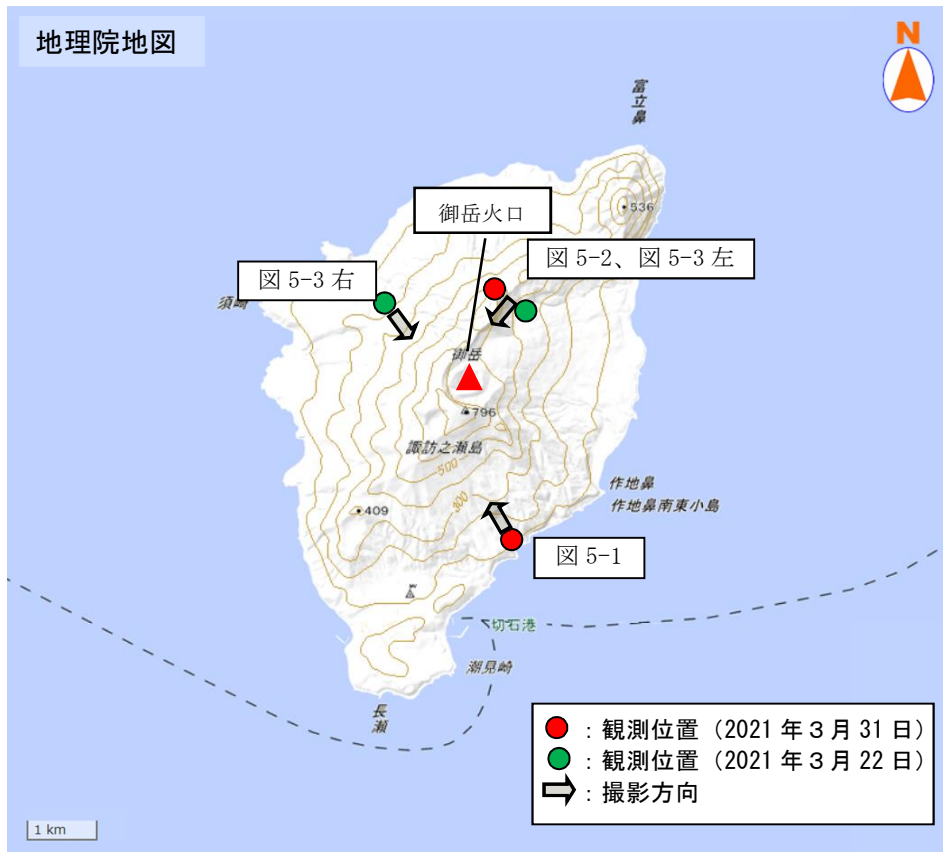 地理院地図
N
富立鼻
536
御岳火口
図 5-2、図 5-3 左
図 5-3 右
須崎
御岳
796
諏訪之瀬島
500
作地鼻
作地鼻南東小島
300
409
図 5-1
切石港
潮見崎
長瀬
：観測位置（2021 年３月 31 日）
：観測位置（2021 年３月 22 日）
：撮影方向
1 km